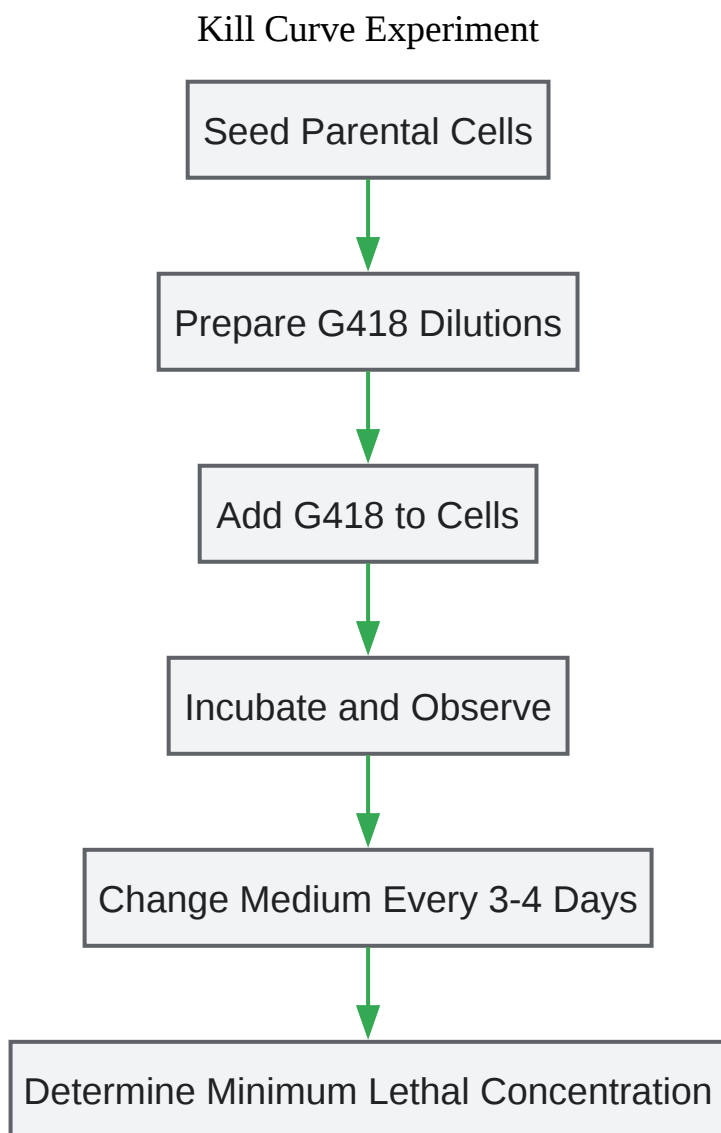 Kill Curve Experiment
Seed Parental Cells
Prepare G418 Dilutions
Add G418 to Cells
Incubate and Observe
Change Medium Every 3-4 Days
Determine Minimum Lethal Concentration